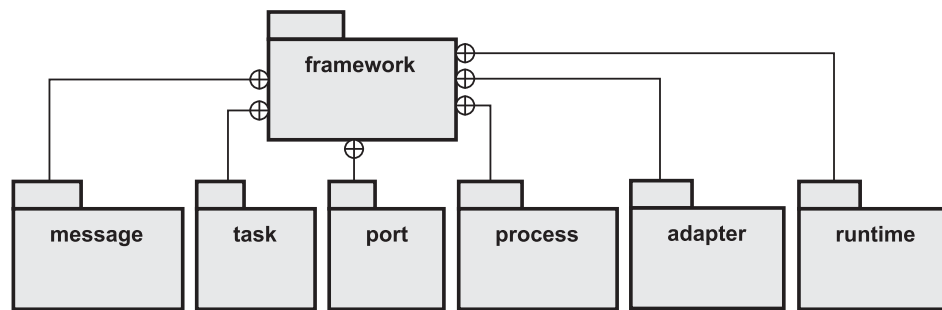 framework
message
task
port
process
adapter
runtime